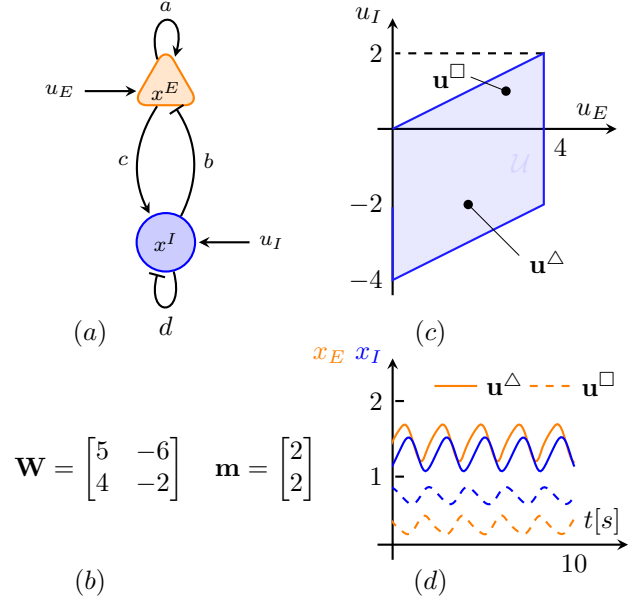 a
x^E
u_E
c
b
x^I
u_I
d
(a)
u_I
2
u^□
u_E
4
𝒰
−2
u^△
−4
(c)
W = [5 −6; 4 −2] m = [2; 2]
(b)
x_E x_I
u^△ u^□
2
1
t[s]
10
(d)